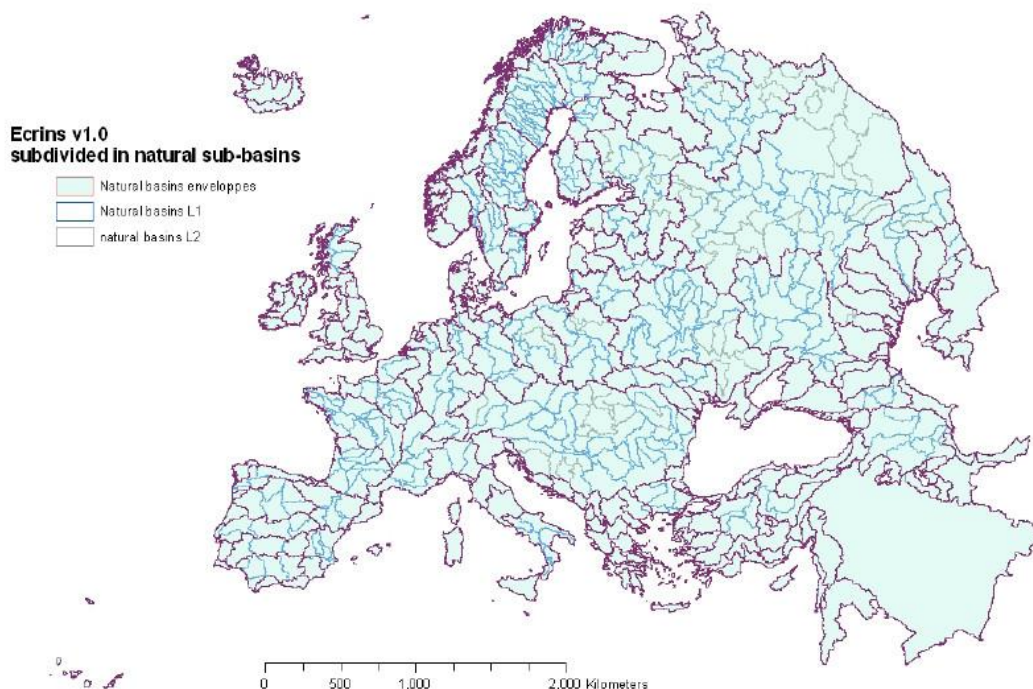 Ecrins v1.0
subdivided in natural sub-basins
Natural basins enveloppes
Natural basins L1
natural basins L2
0 500 1.000 2.000 Kilometers